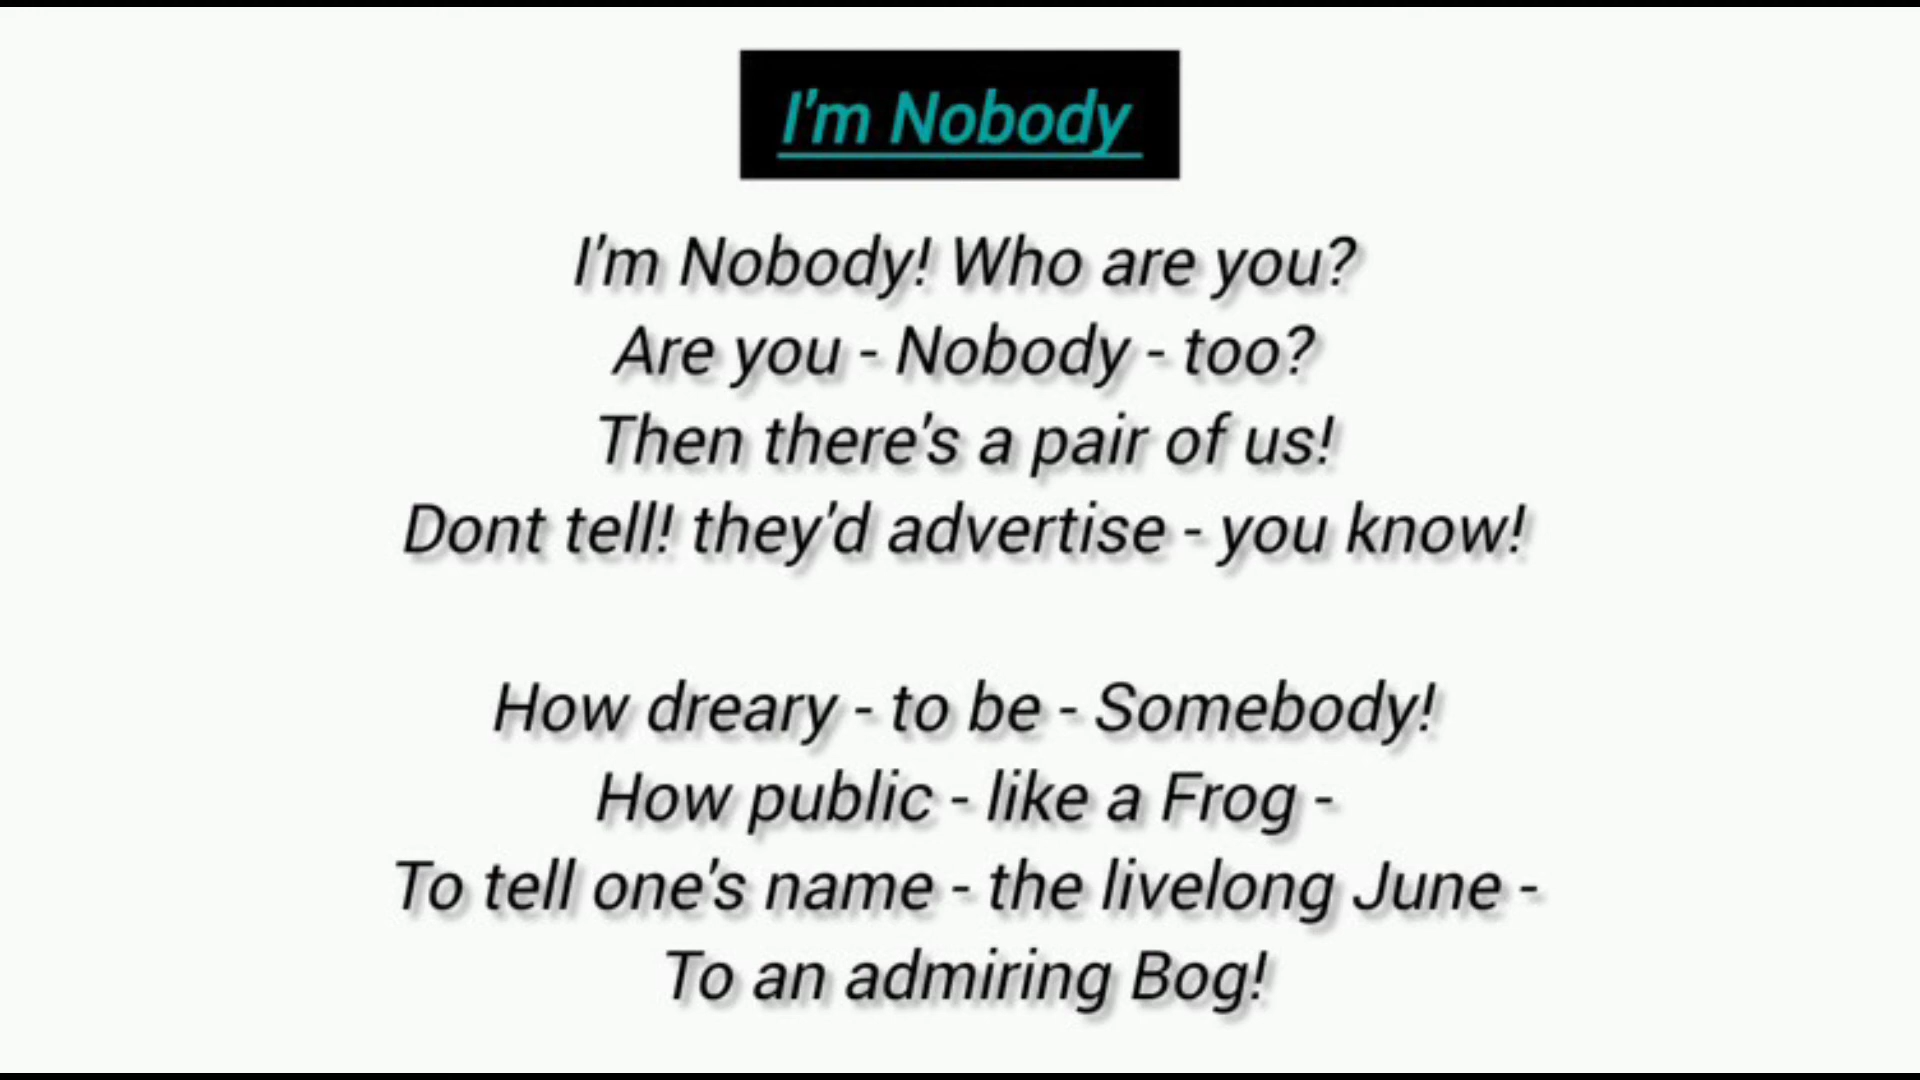 I'm Nobody
I'm Nobody! Who are you?
Are you - Nobody - too?
Then there's a pair of us!
Dont tell! they'd advertise - you know!
How dreary - to be - Somebody!
How public - like a Frog -
To tell one's name - the livelong June -
To an admiring Bog!